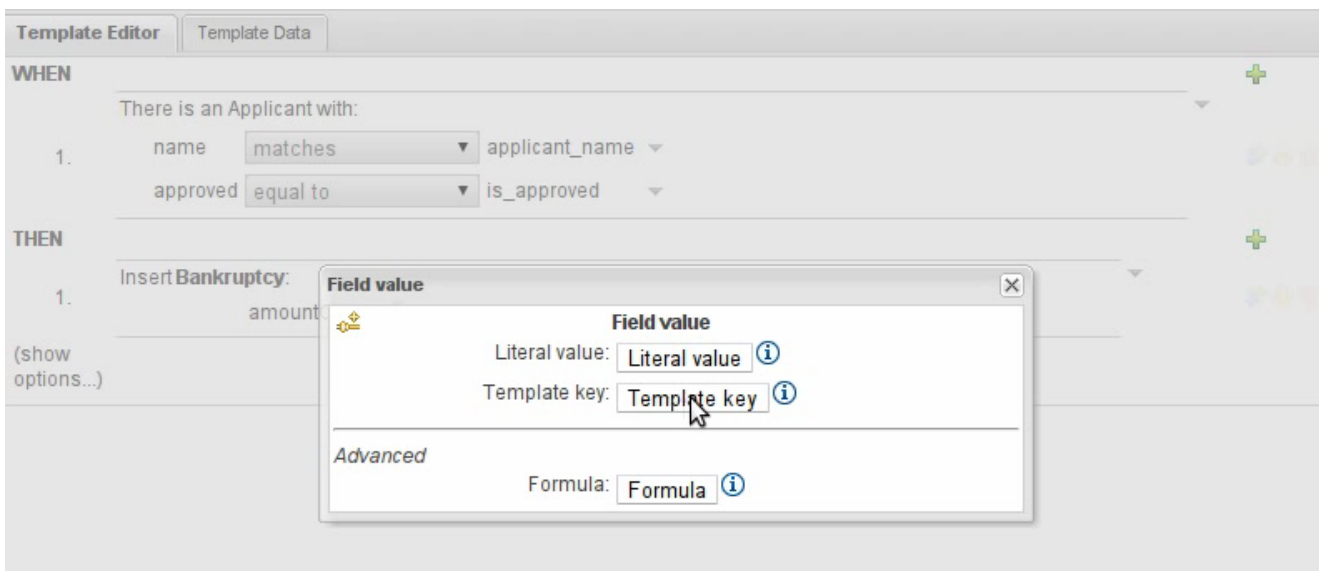 Template Editor Template Data
WHEN
There is an Applicant with:
1.
name matches applicant_name
approved equal to is_approved
THEN
Insert Bankruptcy:
1.
amount
(show
options...)
Field value
Field value
Literal value: Literal value
Template key: Template key
Advanced
Formula: Formula